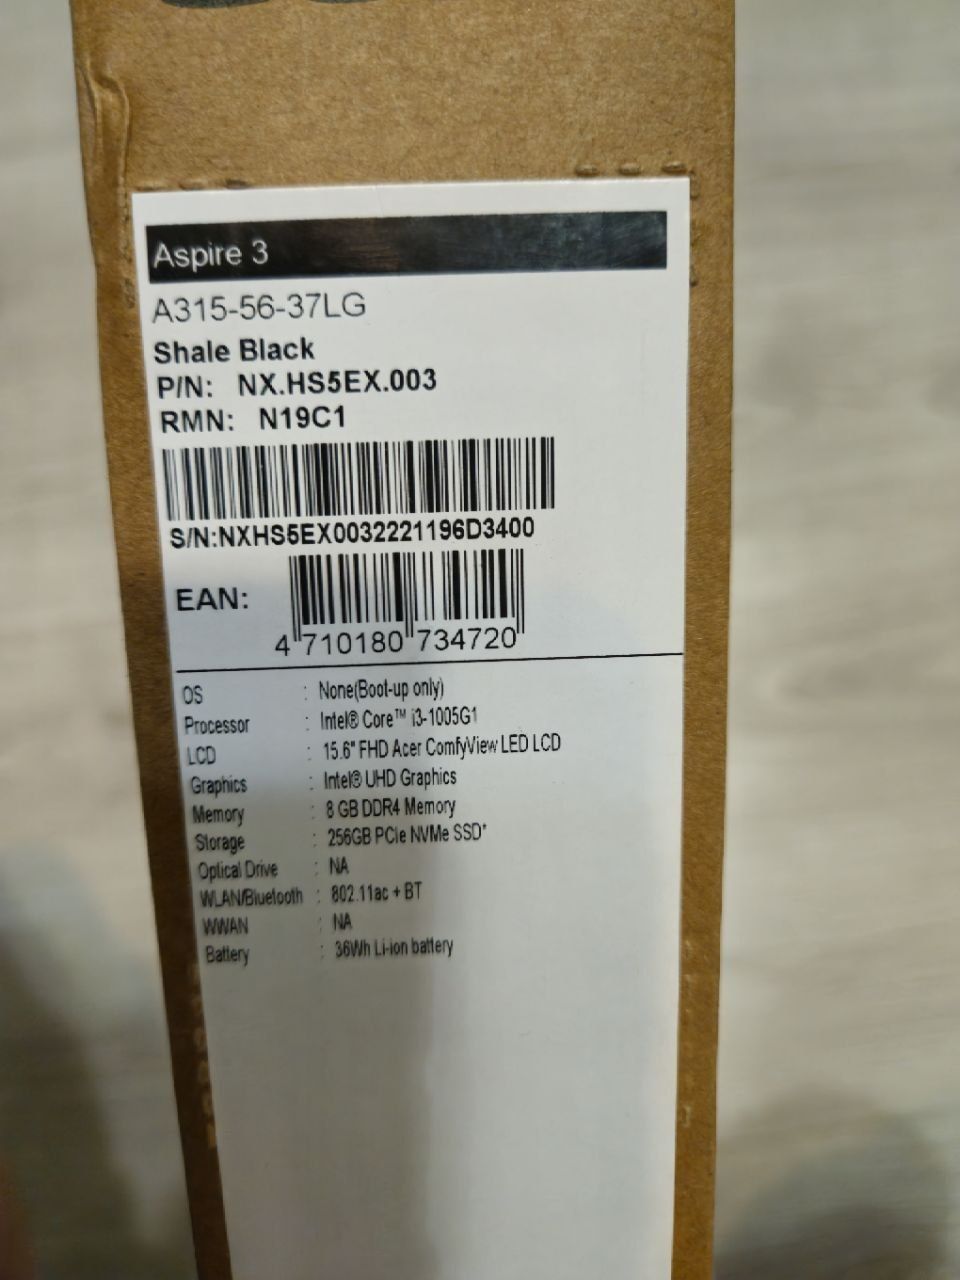 Aspire 3
A315-56-37LG
Shale Black
P/N: NX.HS5EX.003
RMN: N19C1
S/N:NXHS5EX0032221196D3400
EAN:
4 710180 734720
OS : None(Boot-up only)
Processor : Intel® Core™ i3-1005G1
LCD : 15.6" FHD Acer ComfyView LED LCD
Graphics : Intel® UHD Graphics
Memory : 8 GB DDR4 Memory
Storage : 256GB PCIe NVMe SSD*
Optical Drive : NA
WLAN/Bluetooth : 802.11ac + BT
WWAN : NA
Battery : 36Wh Li-ion battery